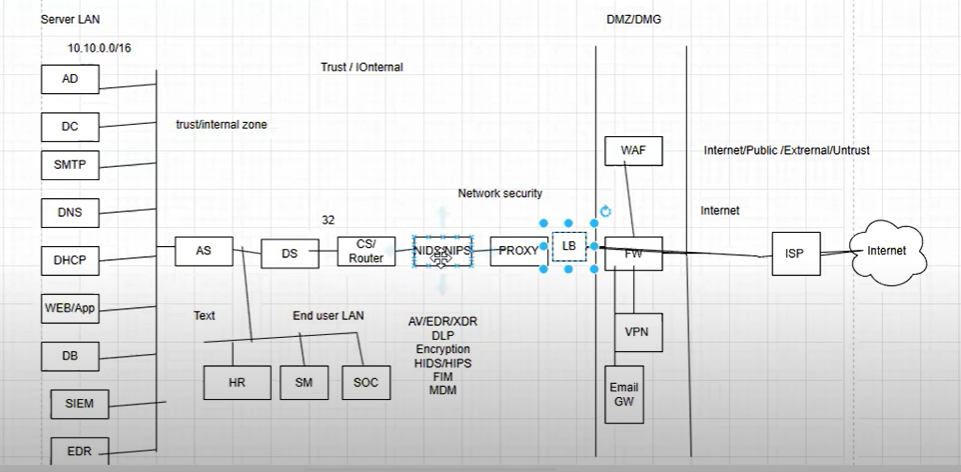 Server LAN
DMZ/DMG
10.10.0.0/16
Trust / IOnternal
AD
DC
trust/internal zone
SMTP
WAF
Internet/Public /Extrernal/Untrust
Network security
DNS
32
Internet
AS
DS
CS/
Router
NIDS/NIPS
PROXY
LB
FW
ISP
Internet
DHCP
WEB/App
Text
End user LAN
AV/EDR/XDR
DLP
Encryption
HIDS/HIPS
FIM
MDM
VPN
DB
HR
SM
SOC
Email
GW
SIEM
EDR